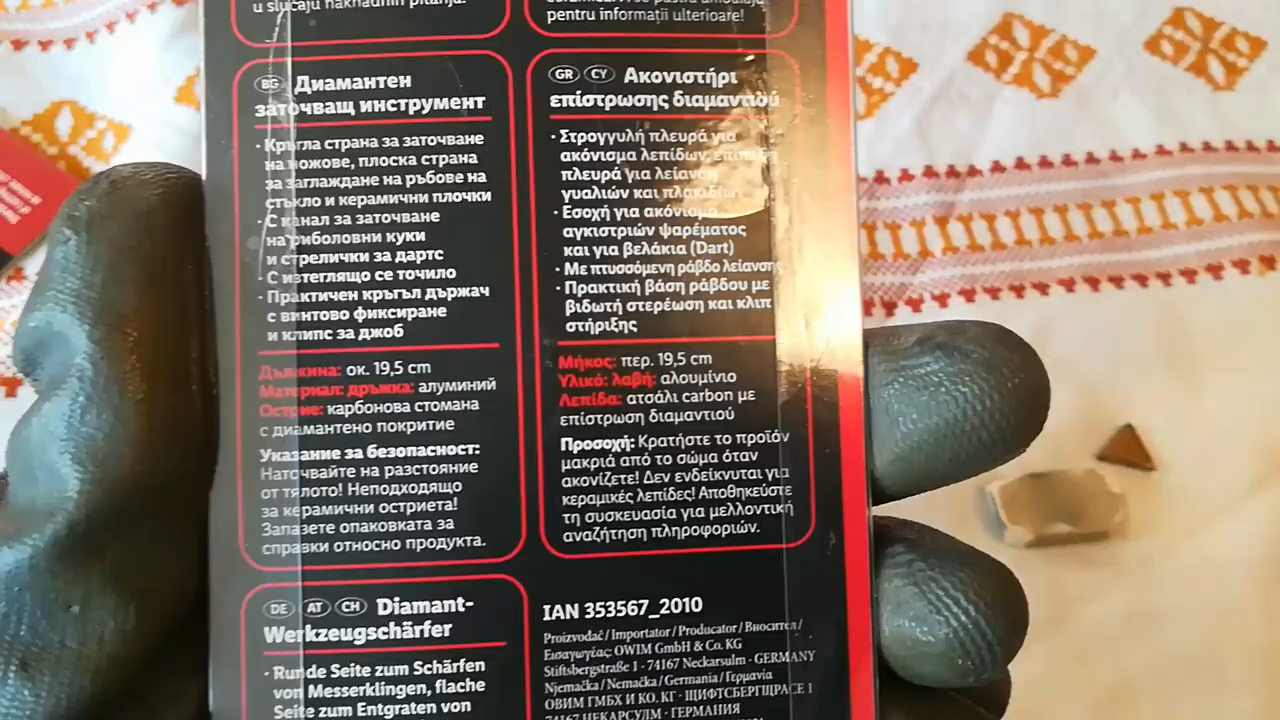 u slučaju naknadnih pitanja.
pentru informații ulterioare!
BG Диамантен
заточващ инструмент
· Кръгла страна за заточване
на ножове, плоска страна
за заглаждане на ръбове на
стъкло и керамични плочки
· С канал за заточване
на риболовни куки
и стрелички за дартс
· С изтеглящо се точило
· Практичен кръгъл държач
с винтово фиксиране
и клипс за джоб
Дължина: ок. 19,5 cm
Материал: дръжка: алуминий
Острие: карбонова стомана
с диамантено покритие
Указание за безопасност:
Наточвайте на разстояние
от тялото! Неподходящо
за керамични остриета!
Запазете опаковката за
справки относно продукта.
GR CY Ακονιστήρι
επίστρωσης διαμαντιού
· Στρογγυλή πλευρά για
ακόνισμα λεπίδων, επίπεδη
πλευρά για λείανση
γυαλιών και πλακιδίων
· Εσοχή για ακόνισμα
αγκιστριών ψαρέματος
και για βελάκια (Dart)
· Με πτυσσόμενη ράβδο λείανσης
· Πρακτική βάση ράβδου με
βιδωτή στερέωση και κλιπ
στήριξης
Μήκος: περ. 19,5 cm
Υλικό: λαβή: αλουμίνιο
Λεπίδα: ατσάλι carbon με
επίστρωση διαμαντιού
Προσοχή: Κρατήστε το προϊόν
μακριά από το σώμα όταν
ακονίζετε! Δεν ενδείκνυται για
κεραμικές λεπίδες! Αποθηκεύστε
τη συσκευασία για μελλοντική
αναζήτηση πληροφοριών.
DE AT CH Diamant-
Werkzeugschärfer
· Runde Seite zum Schärfen
von Messerklingen, flache
Seite zum Entgraten von
IAN 353567_2010
Proizvođač / Importator / Producator / Вносител /
Εισαγωγέας: OWIM GmbH & Co. KG
Stiftsbergstraße 1 · 74167 Neckarsulm · GERMANY
Njemačka / Nemačka / Germania / Γερμανία
ОВИМ ГМБХ И КО. КГ · ЩИФТСБЕРГЩРАСЕ 1
74167 НЕКАРСУЛМ · ГЕРМАНИЯ